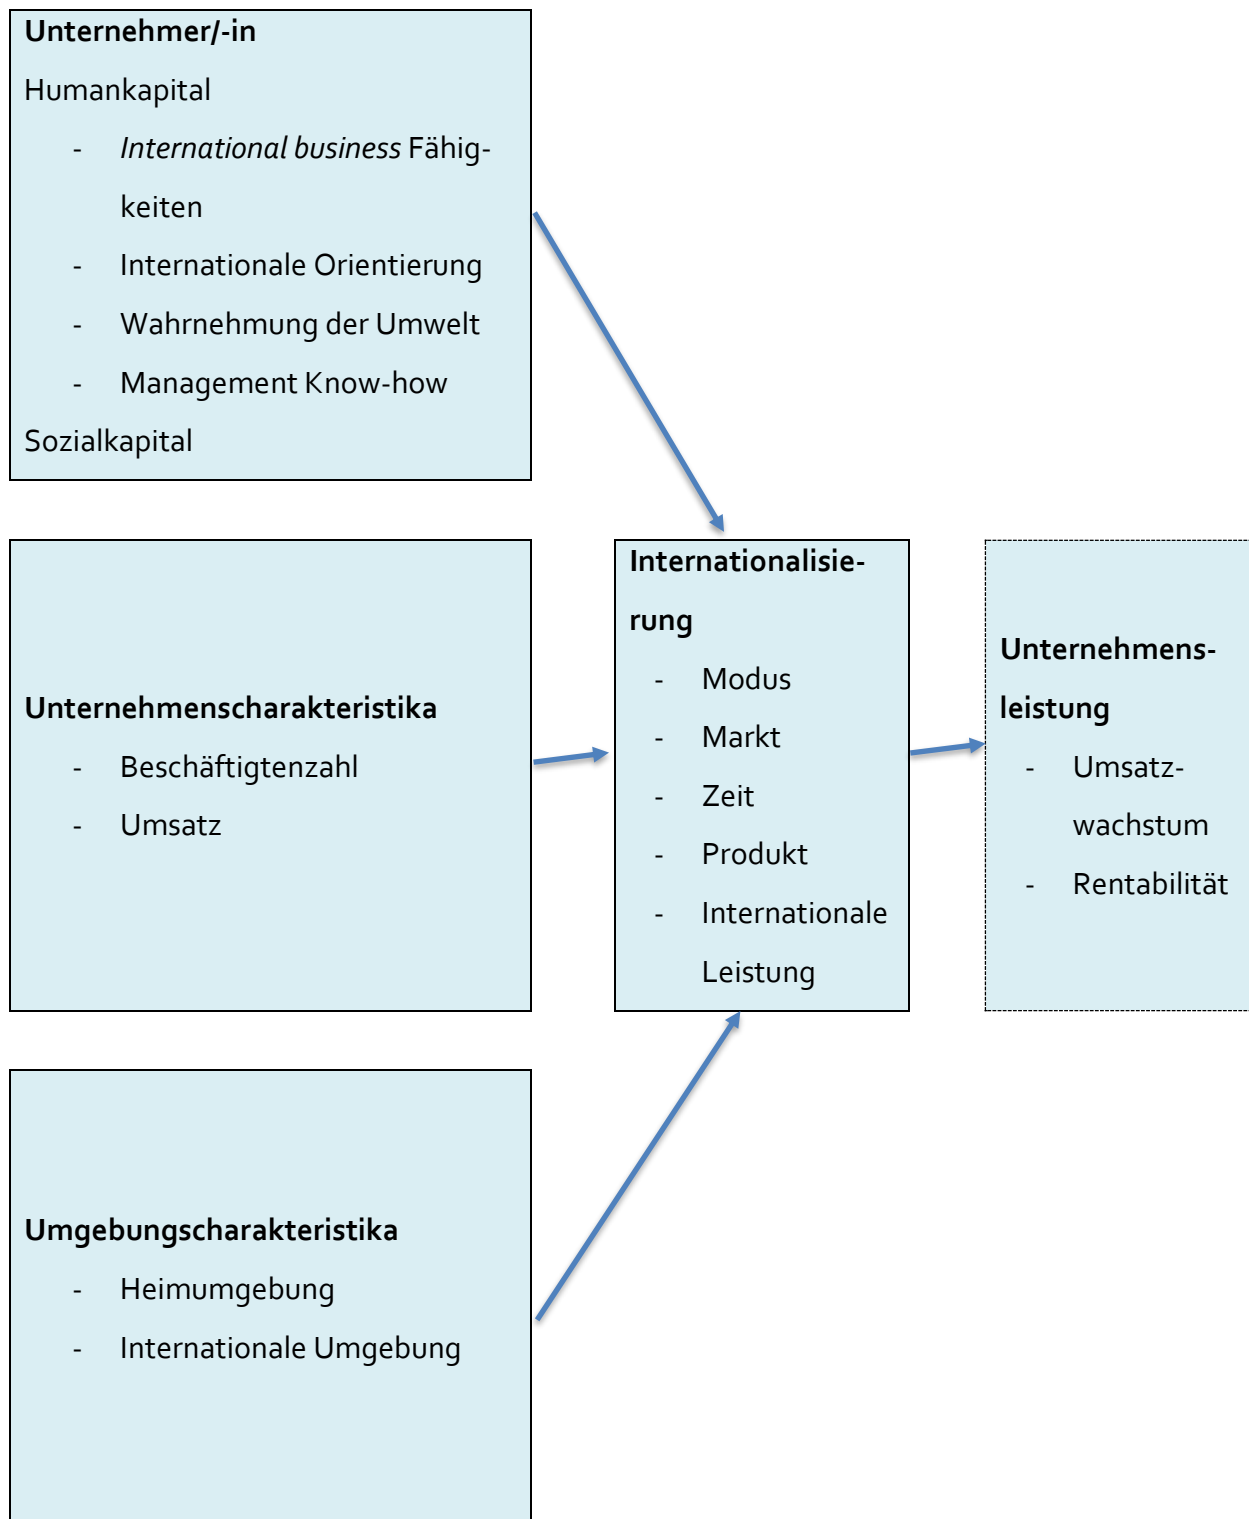 Unternehmer/-in
Humankapital
- International business Fähig-
keiten
- Internationale Orientierung
- Wahrnehmung der Umwelt
- Management Know-how
Sozialkapital
Unternehmenscharakteristika
- Beschäftigtenzahl
- Umsatz
Internationalisie-
rung
- Modus
- Markt
- Zeit
- Produkt
- Internationale
Leistung
Unternehmens-
leistung
- Umsatz-
wachstum
- Rentabilität
Umgebungscharakteristika
- Heimumgebung
- Internationale Umgebung